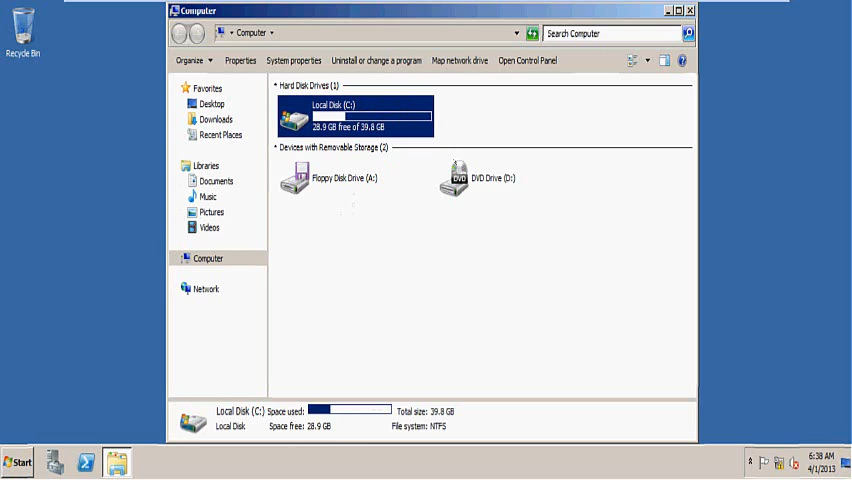 Recycle Bin
Computer
Computer
Search Computer
Organize Properties System properties Uninstall or change a program Map network drive Open Control Panel
Favorites
Desktop
Downloads
Recent Places
Libraries
Documents
Music
Pictures
Videos
Computer
Network
Hard Disk Drives (1)
Local Disk (C:)
28.9 GB free of 39.8 GB
Devices with Removable Storage (2)
Floppy Disk Drive (A:)
DVD
DVD Drive (D:)
Local Disk (C:) Space used: Total size: 39.8 GB
Local Disk Space free: 28.9 GB File system: NTFS
Start
6:38 AM
4/1/2013